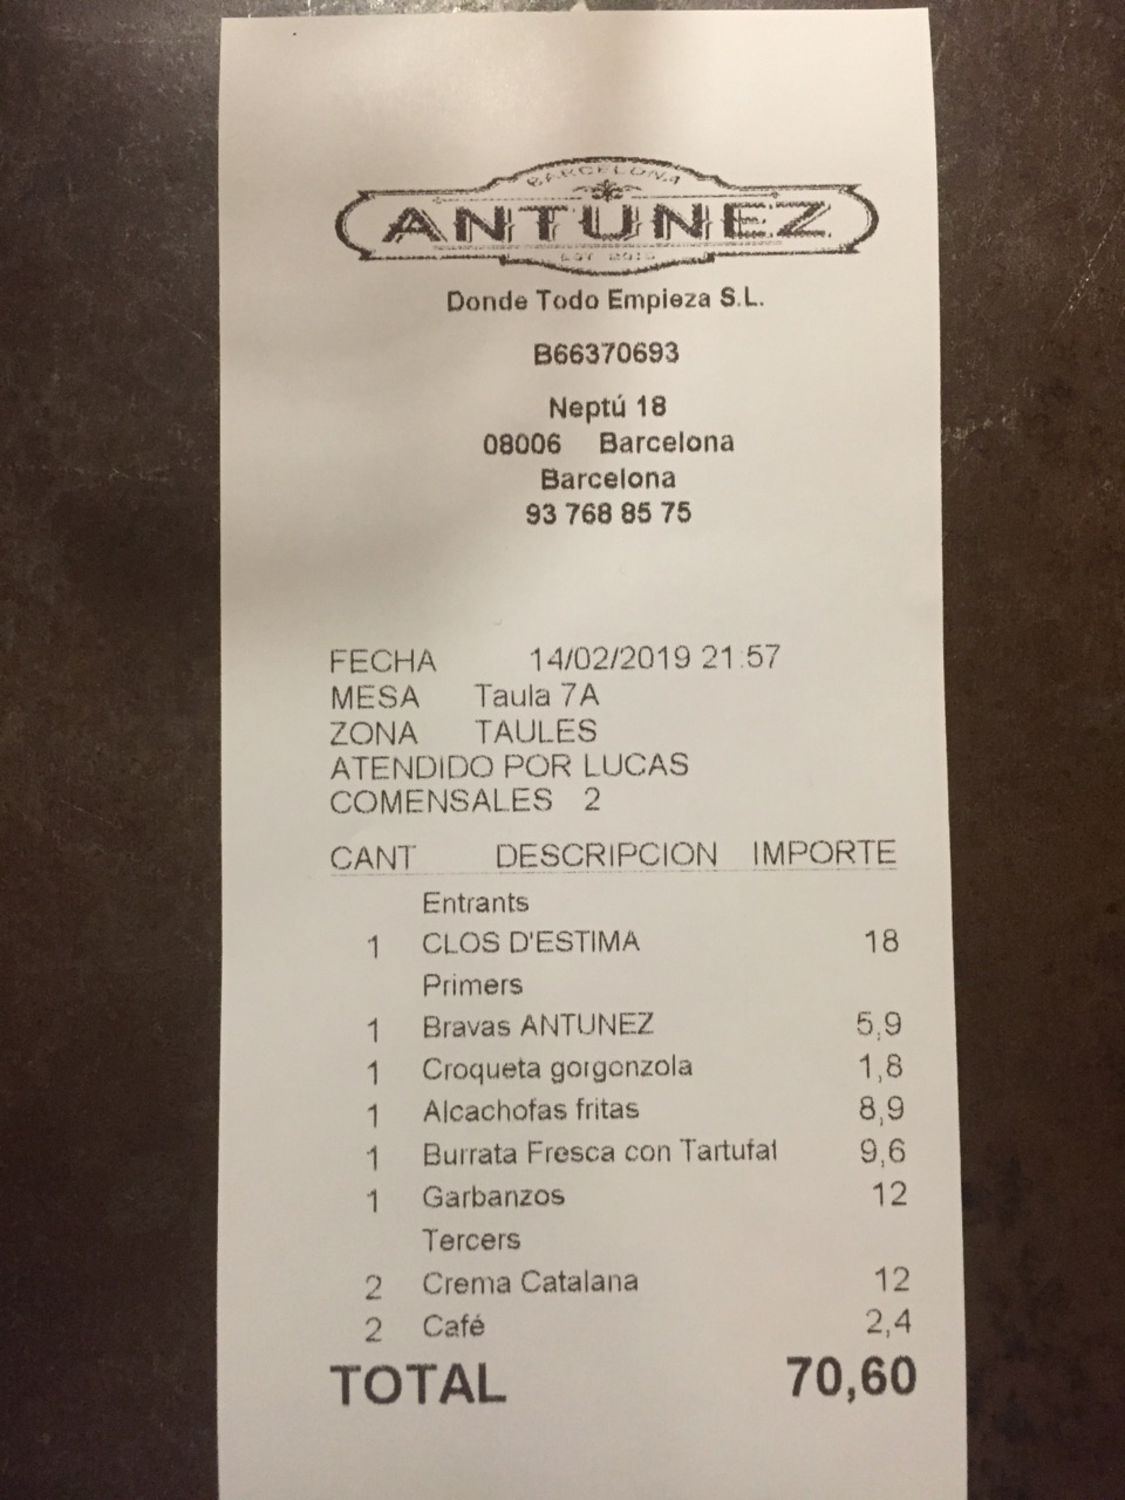 BARCELONA
ANTÚNEZ
EST 2015
Donde Todo Empieza S.L.
B66370693
Neptú 18
08006 Barcelona
Barcelona
93 768 85 75
FECHA 14/02/2019 21:57
MESA Taula 7A
ZONA TAULES
ATENDIDO POR LUCAS
COMENSALES 2
CANT DESCRIPCION IMPORTE
Entrants
1 CLOS D'ESTIMA 18
Primers
1 Bravas ANTUNEZ 5,9
1 Croqueta gorgonzola 1,8
1 Alcachofas fritas 8,9
1 Burrata Fresca con Tartufat 9,6
1 Garbanzos 12
Tercers
2 Crema Catalana 12
2 Café 2,4
TOTAL 70,60